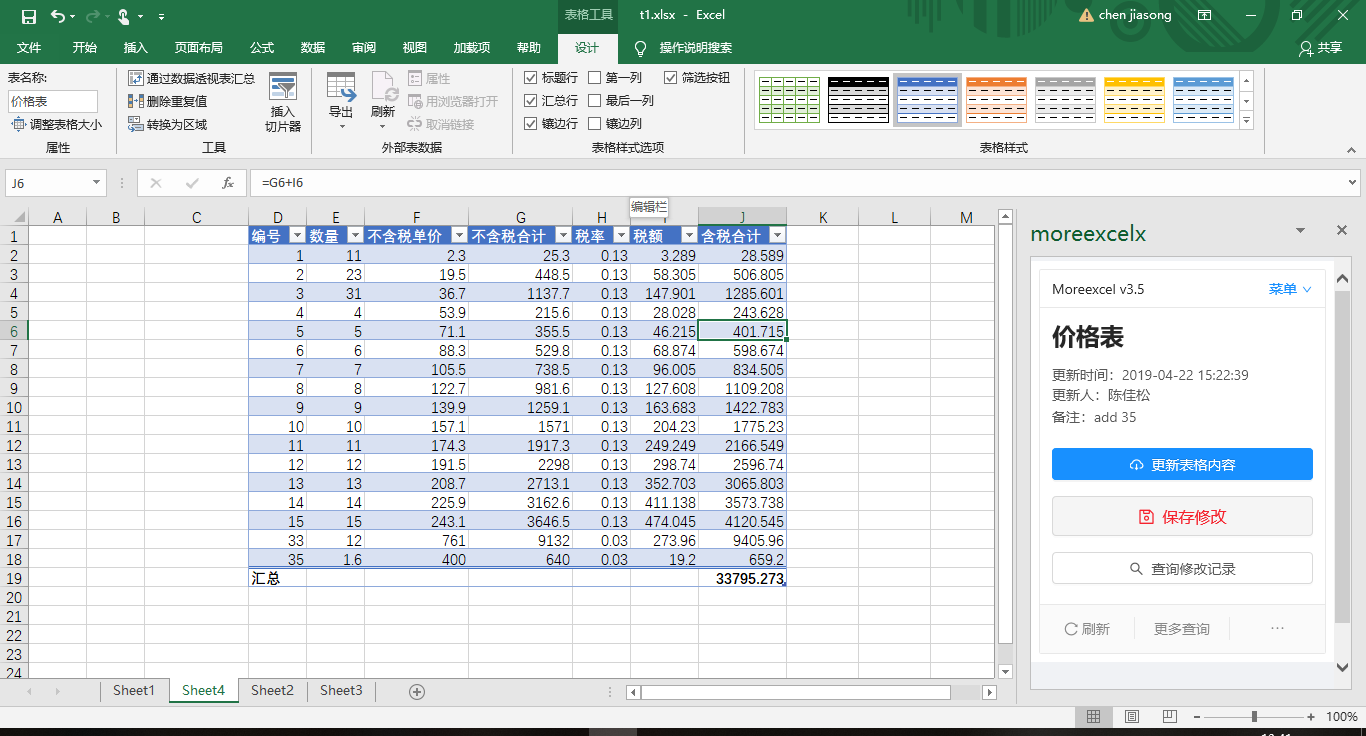 表格工具 t1.xlsx - Excel chen jiasong
文件 开始 插入 页面布局 公式 数据 审阅 视图 加载项 帮助 设计 操作说明搜索 共享
表名称: 通过数据透视表汇总 属性 标题行 第一列 筛选按钮
价格表 删除重复值 插入 导出 刷新 用浏览器打开 汇总行 最后一列
调整表格大小 转换为区域 切片器 取消链接 镶边行 镶边列
属性 工具 外部表数据 表格样式选项 表格样式
J6 fx =G6+I6
编辑栏
A B C D E F G H I J K L M
1 编号 数量 不含税单价 不含税合计 税率 税额 含税合计
2 1 11 2.3 25.3 0.13 3.289 28.589
3 2 23 19.5 448.5 0.13 58.305 506.805
4 3 31 36.7 1137.7 0.13 147.901 1285.601
5 4 4 53.9 215.6 0.13 28.028 243.628
6 5 5 71.1 355.5 0.13 46.215 401.715
7 6 6 88.3 529.8 0.13 68.874 598.674
8 7 7 105.5 738.5 0.13 96.005 834.505
9 8 8 122.7 981.6 0.13 127.608 1109.208
10 9 9 139.9 1259.1 0.13 163.683 1422.783
11 10 10 157.1 1571 0.13 204.23 1775.23
12 11 11 174.3 1917.3 0.13 249.249 2166.549
13 12 12 191.5 2298 0.13 298.74 2596.74
14 13 13 208.7 2713.1 0.13 352.703 3065.803
15 14 14 225.9 3162.6 0.13 411.138 3573.738
16 15 15 243.1 3646.5 0.13 474.045 4120.545
17 33 12 761 9132 0.03 273.96 9405.96
18 35 1.6 400 640 0.03 19.2 659.2
19 汇总 33795.273
20
21
22
23
24
moreexcelx
Moreexcel v3.5 菜单
价格表
更新时间：2019-04-22 15:22:39
更新人：陈佳松
备注：add 35
更新表格内容
保存修改
查询修改记录
刷新 更多查询 ···
Sheet1 Sheet4 Sheet2 Sheet3
100%